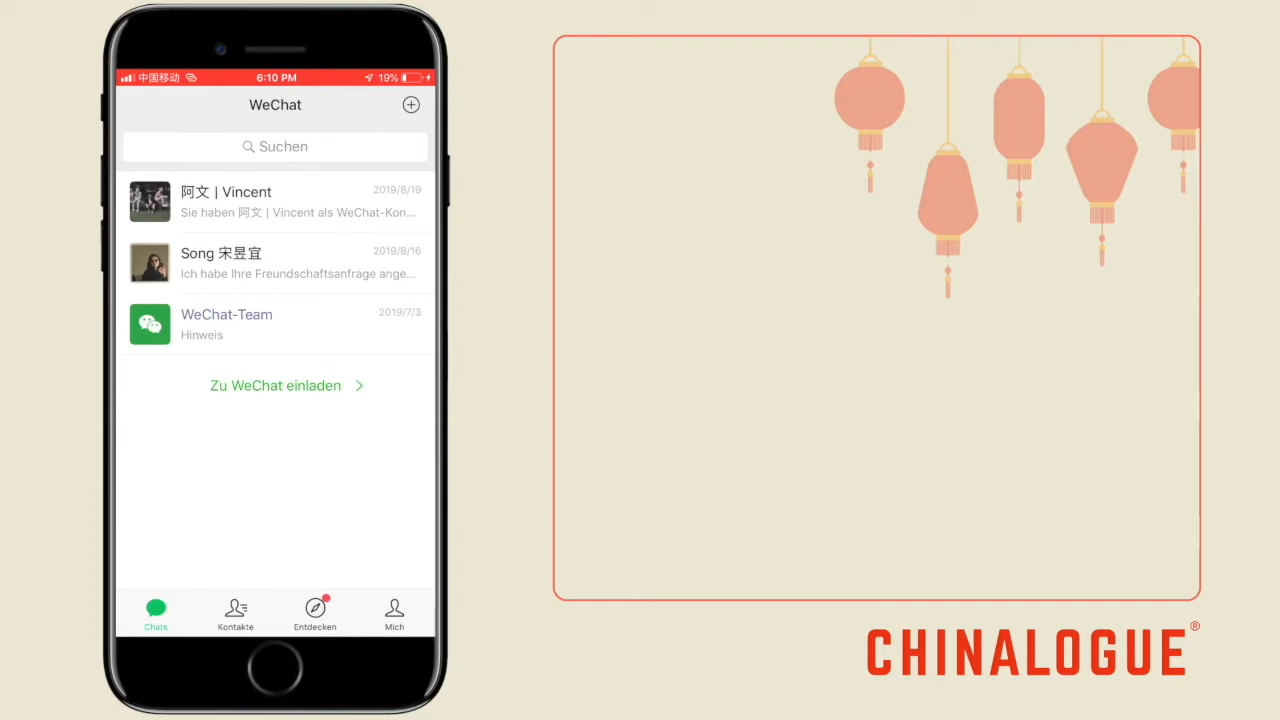 中国移动 6:10 PM 19%
WeChat
Suchen
阿文 | Vincent 2019/8/19
Sie haben 阿文 | Vincent als WeChat-Kon...
Song 宋昱宜 2019/8/16
Ich habe Ihre Freundschaftsanfrage ange...
WeChat-Team 2019/7/3
Hinweis
Zu WeChat einladen
Chats Kontakte Entdecken Mich
CHINALOGUE®